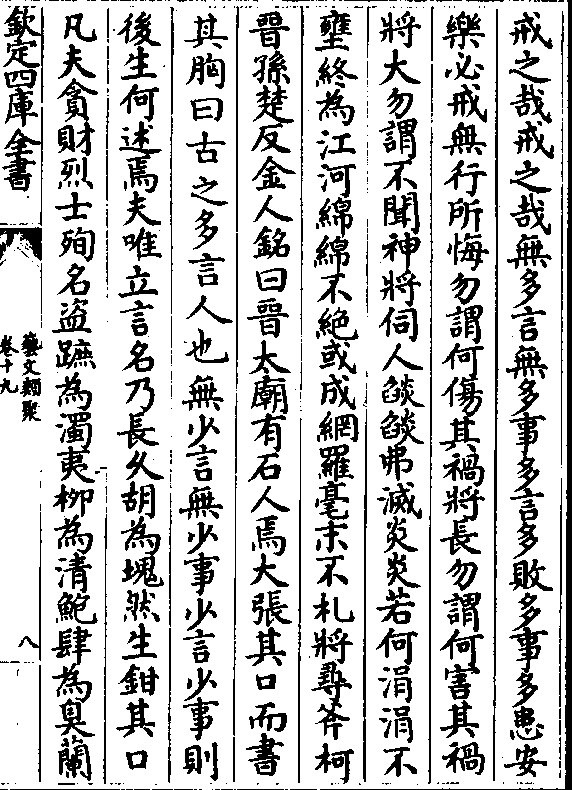 戒之哉戒之哉無多言無多事多言多敗多事多患安
樂必戒無行所悔勿謂何傷其禍將長勿謂何害其禍
將大勿謂不聞神將伺人燄燄弗滅炎炎若何涓涓不
壅終為江河綿綿不絶或成網羅毫末不札將尋斧柯
晉孫楚反金人銘曰晉太廟有石人焉大張其口而書
其胸曰古之多言人也無少言無少事少言少事則
後生何述焉夫唯立言名乃長久胡為塊然生鉗其口
凡夫貪財烈士殉名盗蹠為濁夷柳為清鮑肆為臭蘭
欽定四庫全書
藝文類聚
卷十九
八